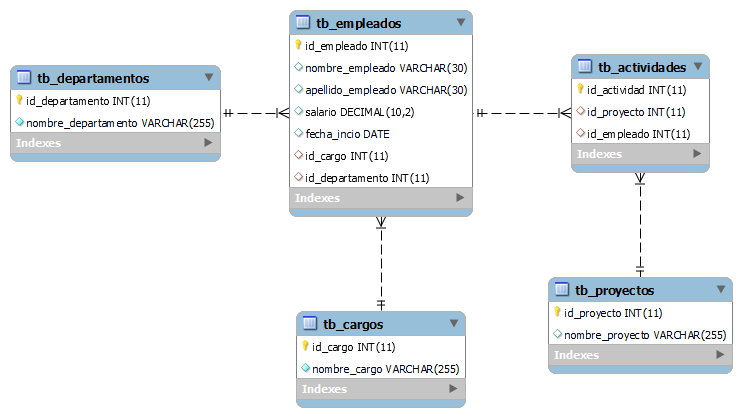 tb_departamentos
id_departamento INT(11)
nombre_departamento VARCHAR(255)
Indexes
tb_empleados
id_empleado INT(11)
nombre_empleado VARCHAR(30)
apellido_empleado VARCHAR(30)
salario DECIMAL(10,2)
fecha_incio DATE
id_cargo INT(11)
id_departamento INT(11)
Indexes
tb_actividades
id_actividad INT(11)
id_proyecto INT(11)
id_empleado INT(11)
Indexes
tb_cargos
id_cargo INT(11)
nombre_cargo VARCHAR(255)
Indexes
tb_proyectos
id_proyecto INT(11)
nombre_proyecto VARCHAR(255)
Indexes